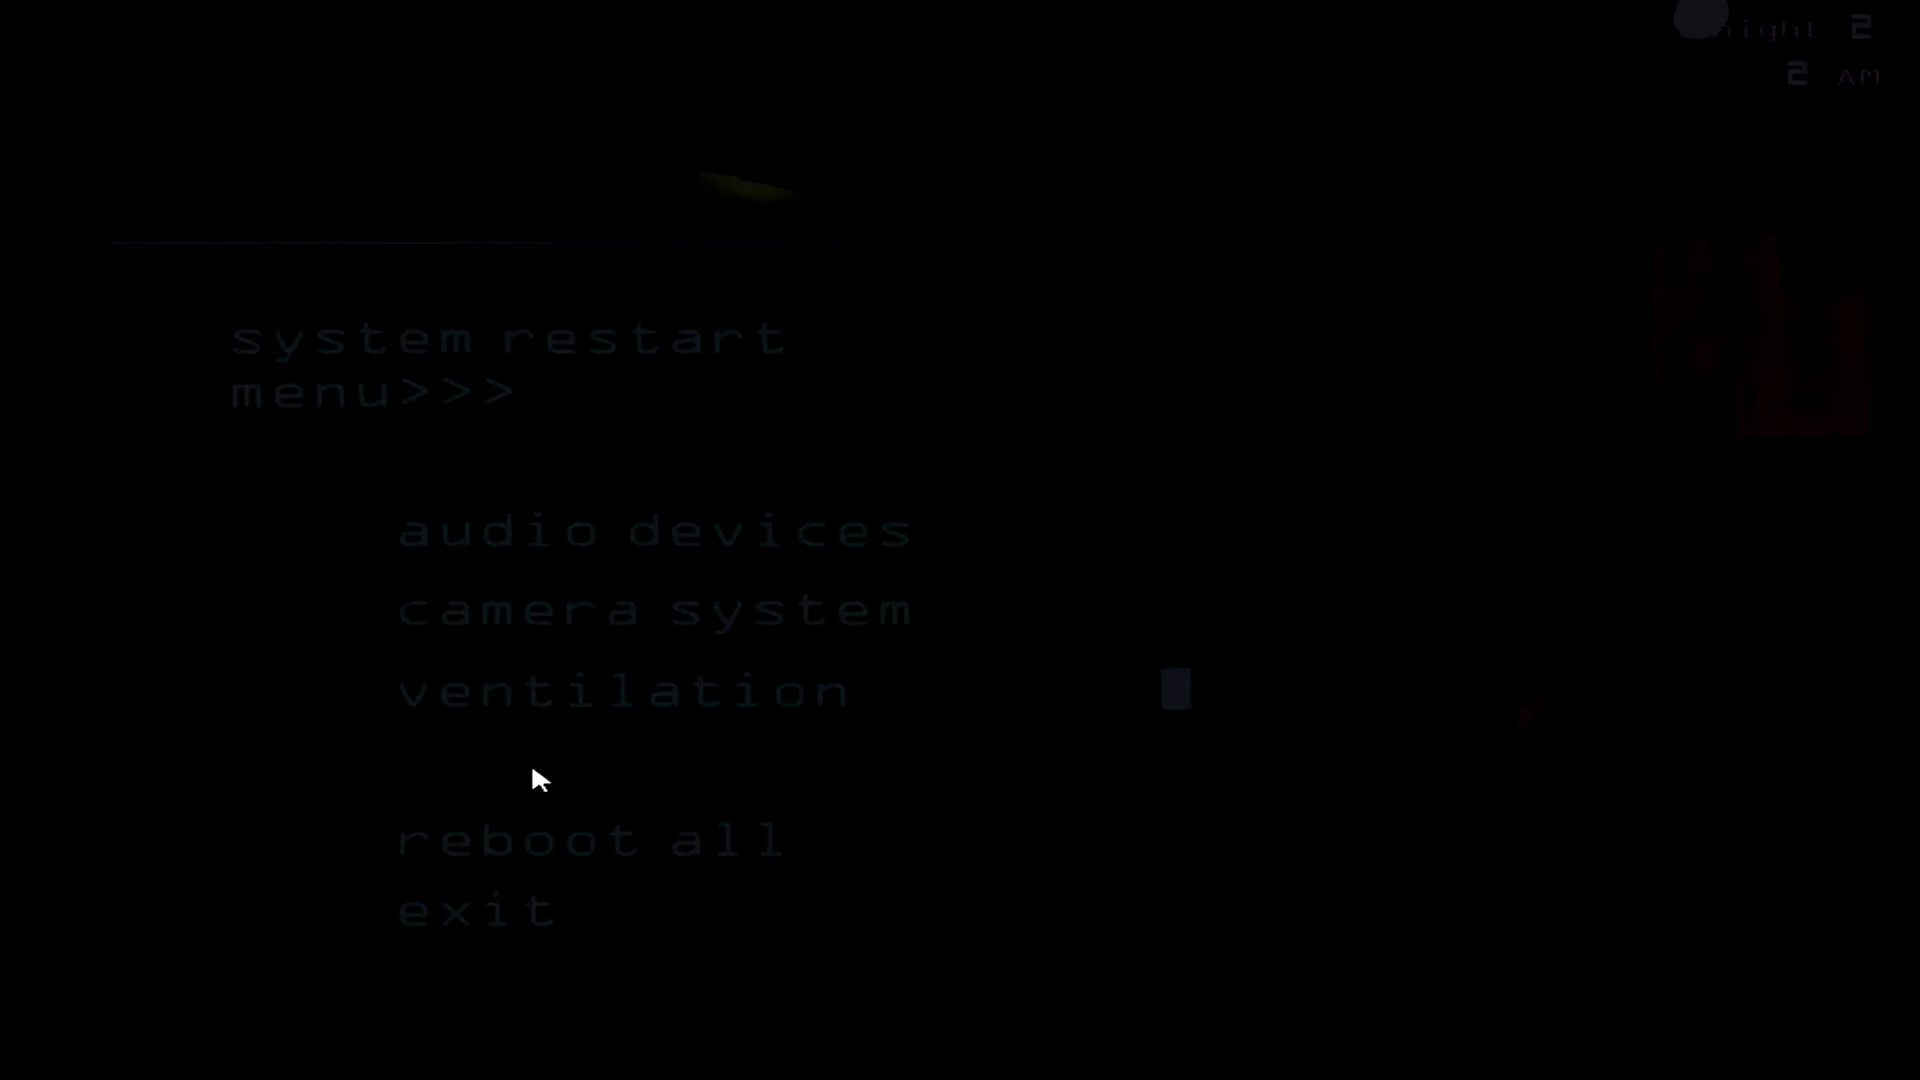 night 2
2 AM
system restart
menu>>>
audio devices
camera system
ventilation
reboot all
exit